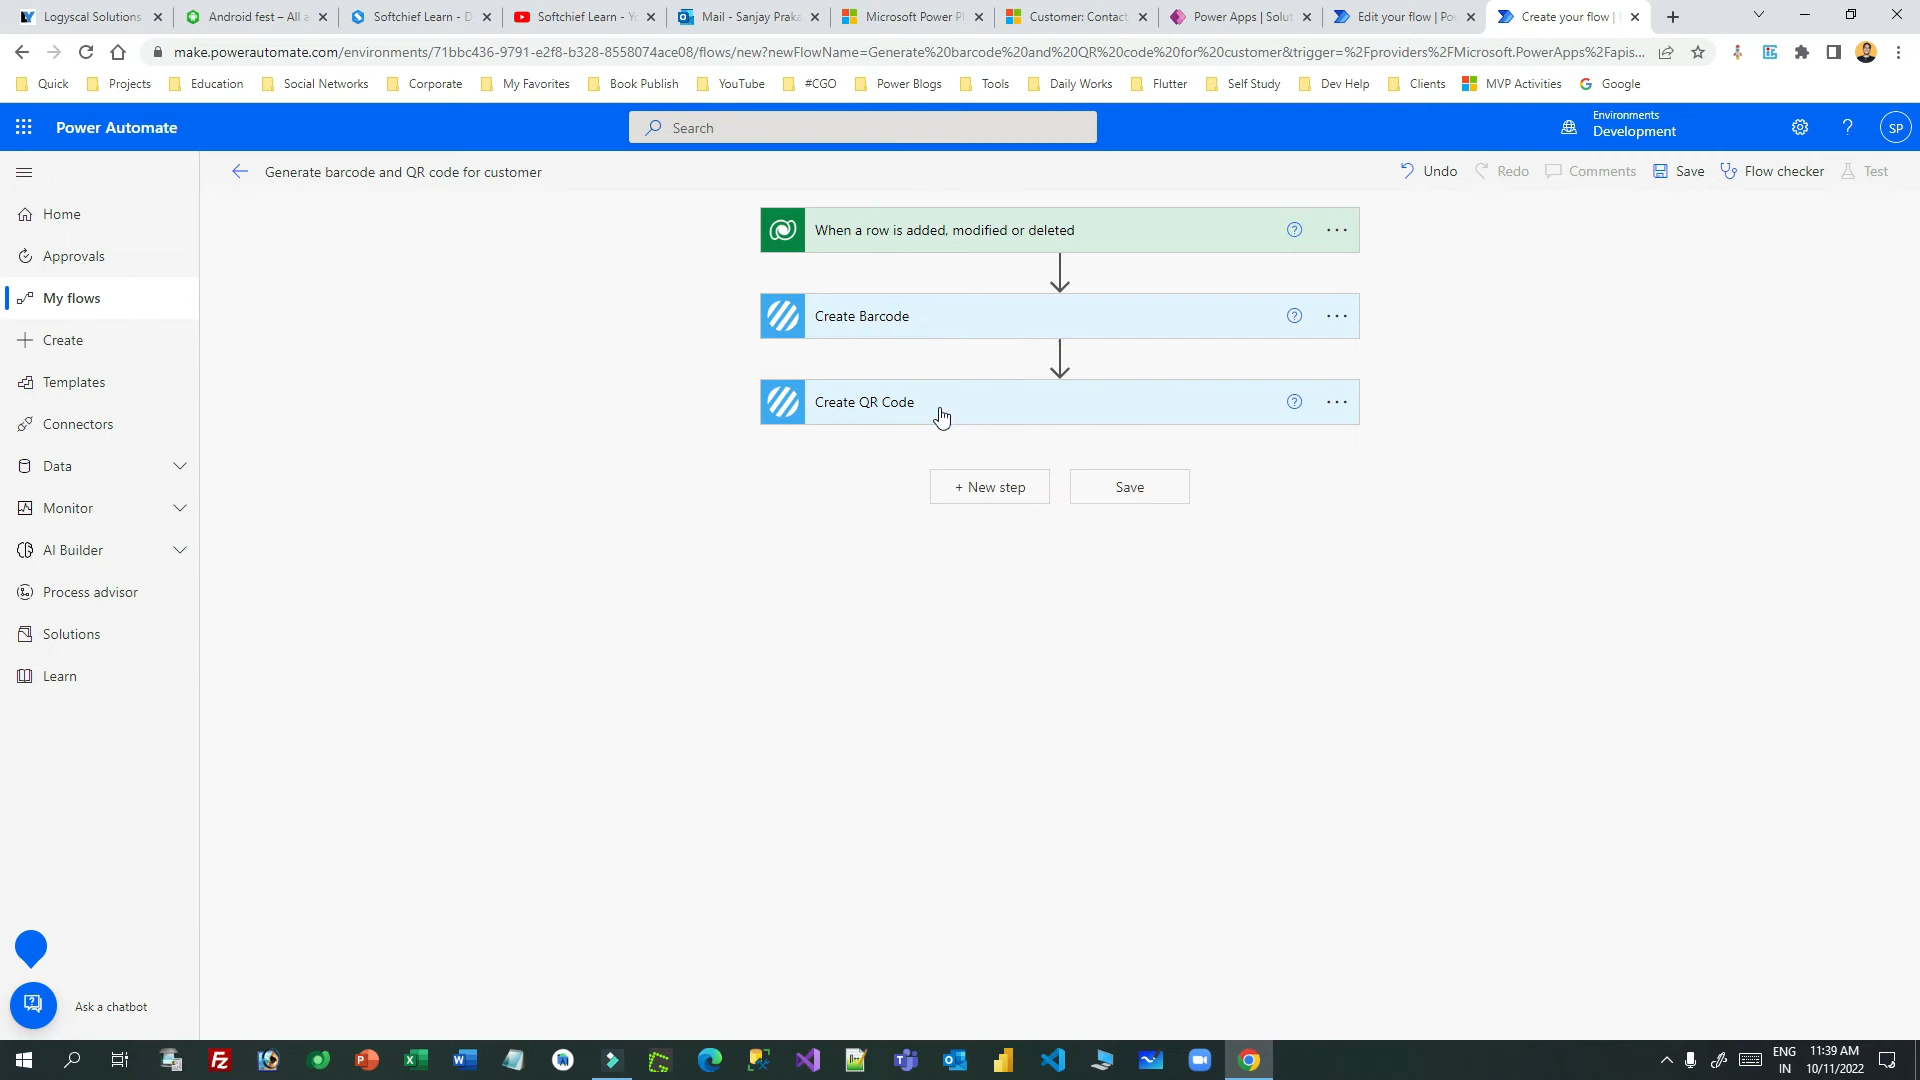 Logyscal Solutions
Android fest – All a
Softchief Learn - D
Softchief Learn - Yo
Mail - Sanjay Praka
Microsoft Power Pl
Customer: Contact
Power Apps | Solut
Edit your flow | Po
Create your flow |
make.powerautomate.com/environments/71bbc436-9791-e2f8-b328-8558074ace08/flows/new?newFlowName=Generate%20barcode%20and%20QR%20code%20for%20customer&trigger=%2Fproviders%2FMicrosoft.PowerApps%2Fapis...
Quick
Projects
Education
Social Networks
Corporate
My Favorites
Book Publish
YouTube
#CGO
Power Blogs
Tools
Daily Works
Flutter
Self Study
Dev Help
Clients
MVP Activities
Google
Power Automate
Search
Environments
Development
SP
Generate barcode and QR code for customer
Undo
Redo
Comments
Save
Flow checker
Test
Home
Approvals
My flows
Create
Templates
Connectors
Data
Monitor
AI Builder
Process advisor
Solutions
Learn
When a row is added, modified or deleted
Create Barcode
Create QR Code
+ New step
Save
Ask a chatbot
ENG
IN
11:39 AM
10/11/2022